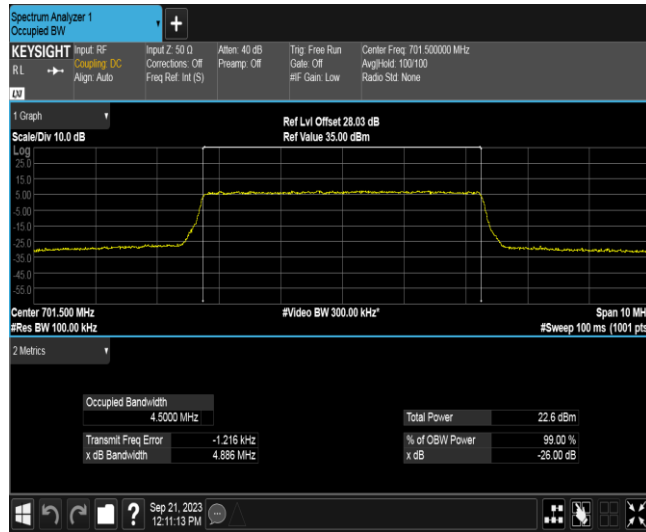 Spectrum Analyzer 1
Occupied BW
+
KEYSIGHT
RL
LXI
Input: RF
Coupling: DC
Align: Auto
Input Z: 50 Ω
Corrections: Off
Freq Ref: Int (S)
Atten: 40 dB
Preamp: Off
Trig: Free Run
Gate: Off
#IF Gain: Low
Center Freq: 701.500000 MHz
Avg|Hold: 100/100
Radio Std: None
1 Graph
Scale/Div 10.0 dB
Ref Lvl Offset 28.03 dB
Ref Value 35.00 dBm
Log
25.0
15.0
5.00
-5.00
-15.0
-25.0
-35.0
-45.0
-55.0
Center 701.500 MHz
#Res BW 100.00 kHz
#Video BW 300.00 kHz*
Span 10 MH
#Sweep 100 ms (1001 pts
2 Metrics
Occupied Bandwidth
4.5000 MHz
Transmit Freq Error -1.216 kHz
x dB Bandwidth 4.886 MHz
Total Power 22.6 dBm
% of OBW Power 99.00 %
x dB -26.00 dB
?
Sep 21, 2023
12:11:13 PM